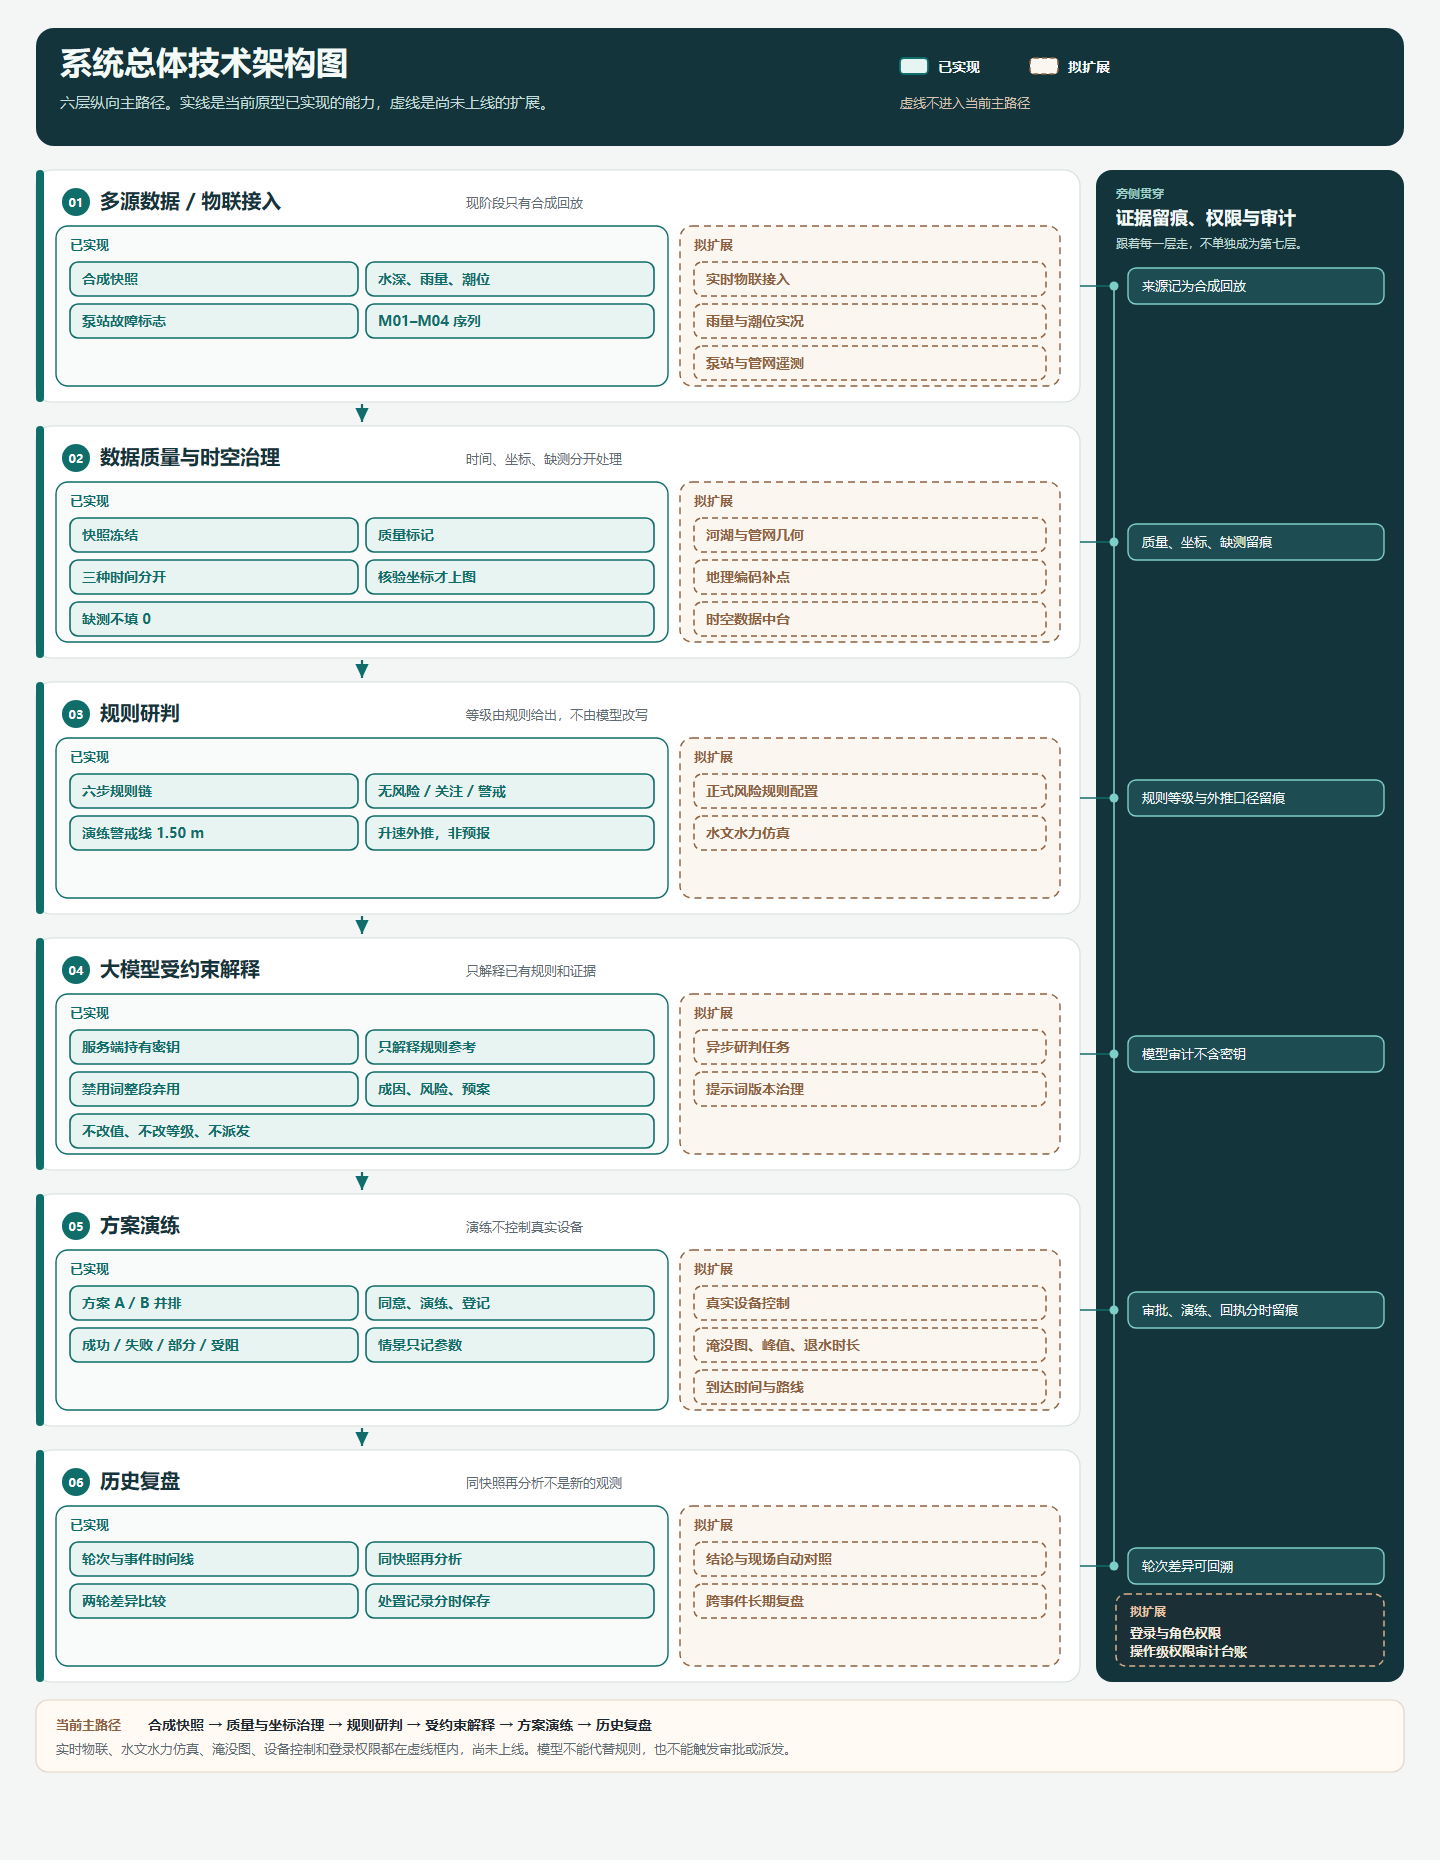 系统总体技术架构图
六层纵向主路径。实线是当前原型已实现的能力，虚线是尚未上线的扩展。
已实现
拟扩展
虚线不进入当前主路径
01 多源数据 / 物联接入
现阶段只有合成回放
已实现
合成快照
水深、雨量、潮位
泵站故障标志
M01–M04 序列
拟扩展
实时物联接入
雨量与潮位实况
泵站与管网遥测
02 数据质量与时空治理
时间、坐标、缺测分开处理
已实现
快照冻结
质量标记
三种时间分开
核验坐标才上图
缺测不填 0
拟扩展
河湖与管网几何
地理编码补点
时空数据中台
03 规则研判
等级由规则给出，不由模型改写
已实现
六步规则链
无风险 / 关注 / 警戒
演练警戒线 1.50 m
升速外推，非预报
拟扩展
正式风险规则配置
水文水力仿真
04 大模型受约束解释
只解释已有规则和证据
已实现
服务端持有密钥
只解释规则参考
禁用词整段弃用
成因、风险、预案
不改值、不改等级、不派发
拟扩展
异步研判任务
提示词版本治理
05 方案演练
演练不控制真实设备
已实现
方案 A / B 并排
同意、演练、登记
成功 / 失败 / 部分 / 受阻
情景只记参数
拟扩展
真实设备控制
淹没图、峰值、退水时长
到达时间与路线
06 历史复盘
同快照再分析不是新的观测
已实现
轮次与事件时间线
同快照再分析
两轮差异比较
处置记录分时保存
拟扩展
结论与现场自动对照
跨事件长期复盘
旁侧贯穿
证据留痕、权限与审计
跟着每一层走，不单独成为第七层。
来源记为合成回放
质量、坐标、缺测留痕
规则等级与外推口径留痕
模型审计不含密钥
审批、演练、回执分时留痕
轮次差异可回溯
拟扩展
登录与角色权限
操作级权限审计台账
当前主路径 合成快照 → 质量与坐标治理 → 规则研判 → 受约束解释 → 方案演练 → 历史复盘
实时物联、水文水力仿真、淹没图、设备控制和登录权限都在虚线框内，尚未上线。模型不能代替规则，也不能触发审批或派发。